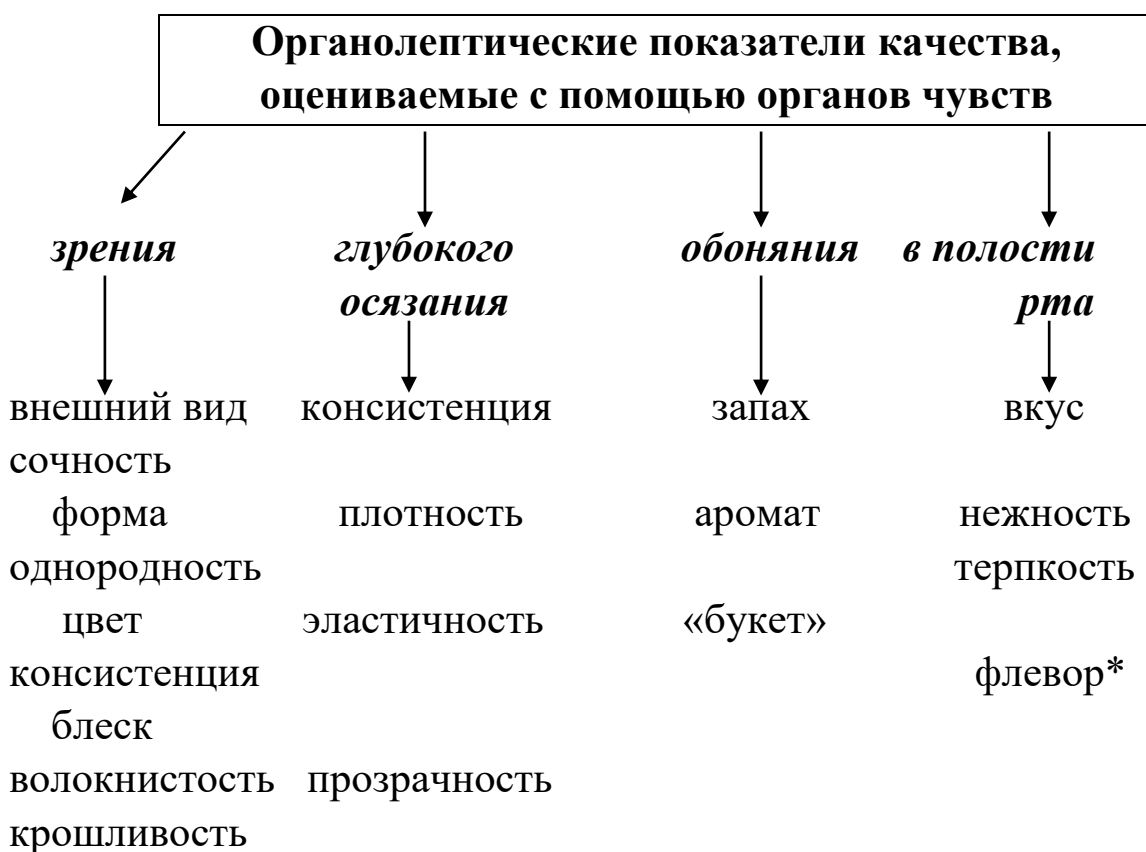 Органолептические показатели качества,
оцениваемые с помощью органов чувств
зрения глубокого обоняния в полости
осязания рта
внешний вид консистенция запах вкус
сочность
форма плотность аромат нежность
однородность терпкость
цвет эластичность «букет»
консистенция флевор*
блеск
волокнистость прозрачность
крошливость